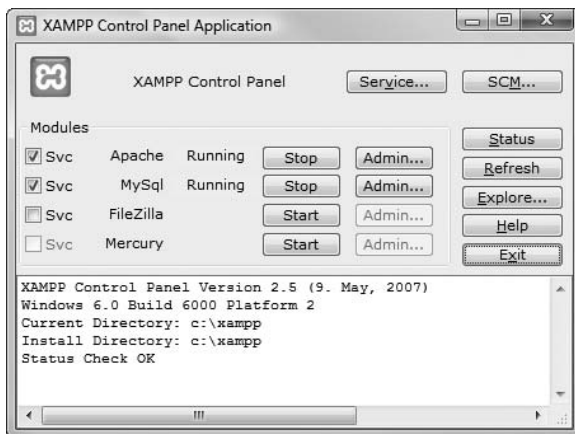 XAMPP Control Panel Application
XAMPP Control Panel Service... SCM...
Modules
Svc Apache Running Stop Admin...
Svc MySql Running Stop Admin...
Svc FileZilla Start Admin...
Svc Mercury Start Admin...
Status
Refresh
Explore...
Help
Exit
XAMPP Control Panel Version 2.5 (9. May, 2007)
Windows 6.0 Build 6000 Platform 2
Current Directory: c:\xampp
Install Directory: c:\xampp
Status Check OK